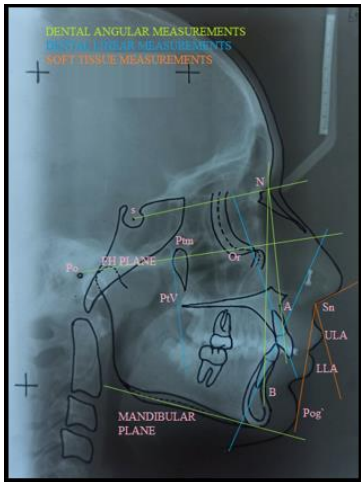 DENTAL ANGULAR MEASUREMENTS
DENTAL LINEAR MEASUREMENTS
SOFT TISSUE MEASUREMENTS
N
s
Ptm
Or
Po
FH PLANE
PtV
A
Sn
ULA
LLA
B
Pog'
MANDIBULAR
PLANE